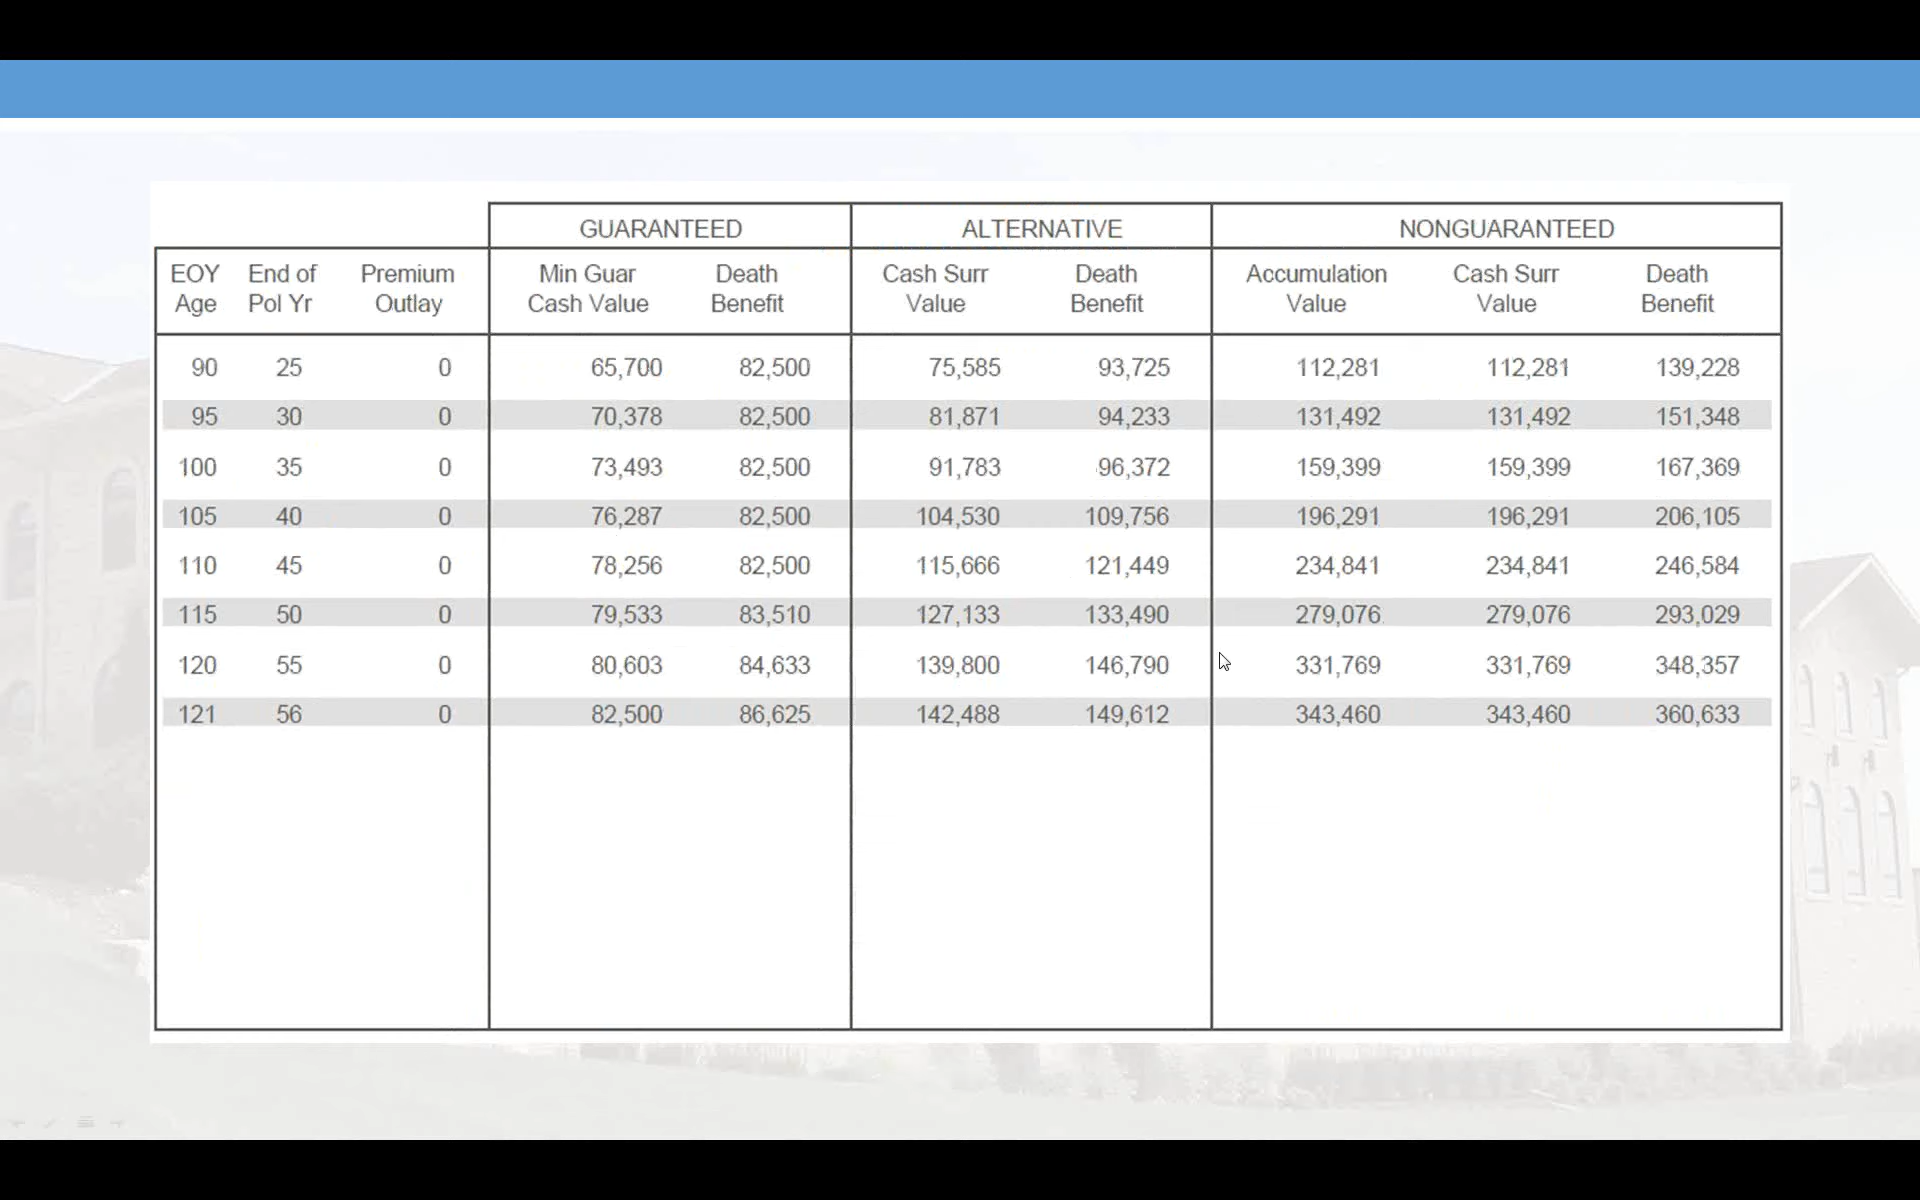 GUARANTEED ALTERNATIVE NONGUARANTEED
EOY End of Premium Min Guar Death Cash Surr Death Accumulation Cash Surr Death
Age Pol Yr Outlay Cash Value Benefit Value Benefit Value Value Benefit
90 25 0 65,700 82,500 75,585 93,725 112,281 112,281 139,228
95 30 0 70,378 82,500 81,871 94,233 131,492 131,492 151,348
100 35 0 73,493 82,500 91,783 96,372 159,399 159,399 167,369
105 40 0 76,287 82,500 104,530 109,756 196,291 196,291 206,105
110 45 0 78,256 82,500 115,666 121,449 234,841 234,841 246,584
115 50 0 79,533 83,510 127,133 133,490 279,076 279,076 293,029
120 55 0 80,603 84,633 139,800 146,790 331,769 331,769 348,357
121 56 0 82,500 86,625 142,488 149,612 343,460 343,460 360,633